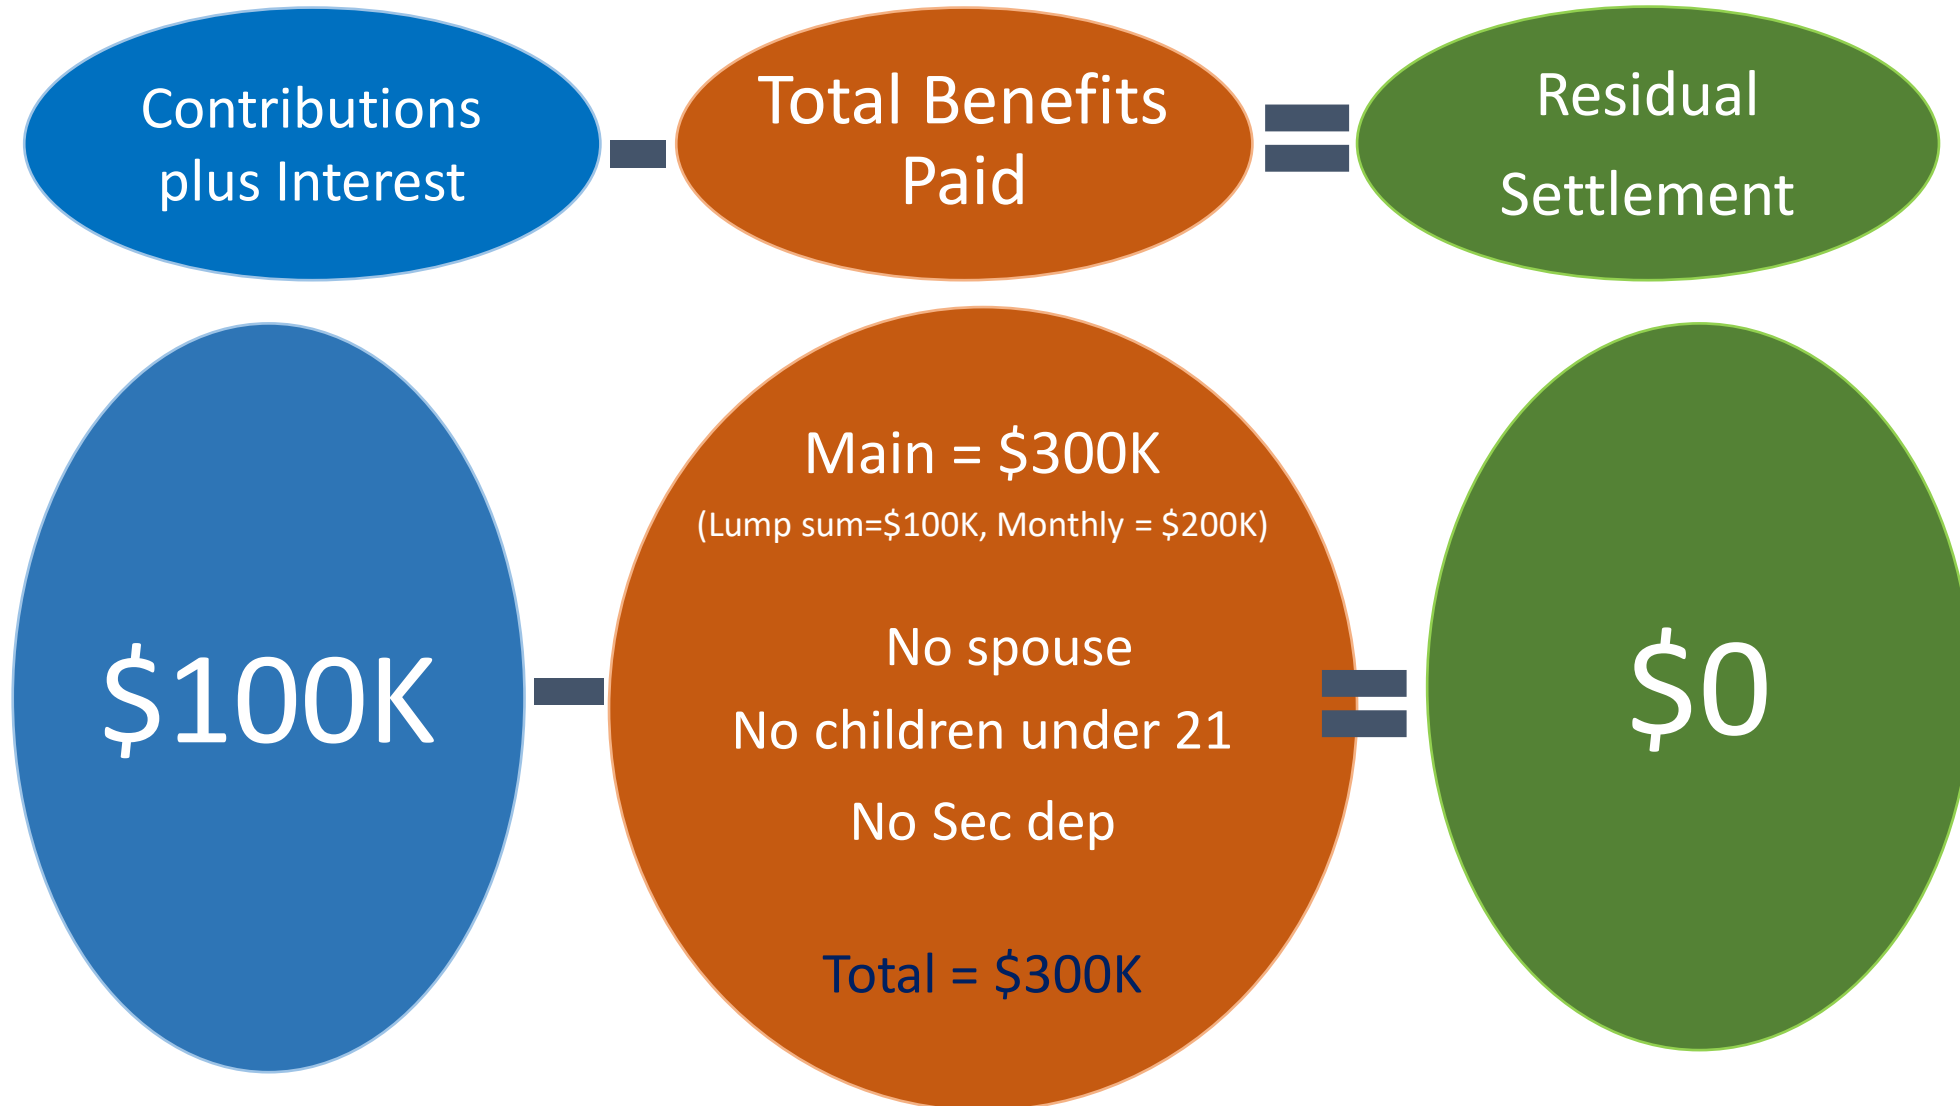 Contributions
plus Interest
Total Benefits
Paid
Residual
Settlement
$100K
Main = $300K
(Lump sum=$100K, Monthly = $200K)
No spouse
No children under 21
No Sec dep
Total = $300K
$0